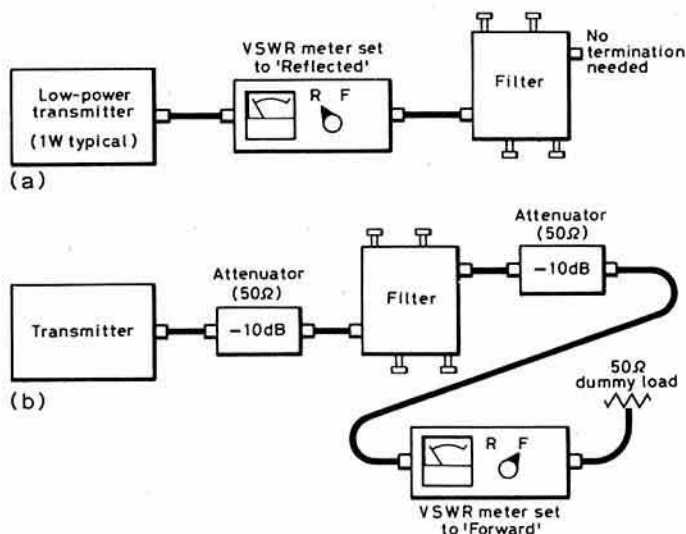 VSWR meter set
to 'Reflected'
No
termination
needed
Low-power
transmitter
(1W typical)
R F
Filter
(a)
Attenuator
(50Ω)
-10dB
Attenuator
(50Ω)
-10dB
Filter
Transmitter
50Ω
dummy load
(b)
R F
VSWR meter set
to 'Forward'